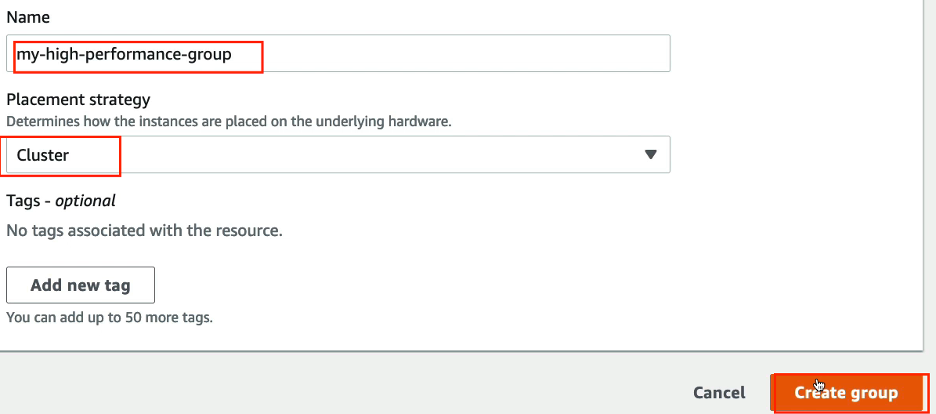 Name
my-high-performance-group
Placement strategy
Determines how the instances are placed on the underlying hardware.
Cluster
Tags - optional
No tags associated with the resource.
Add new tag
You can add up to 50 more tags.
Cancel
Create group